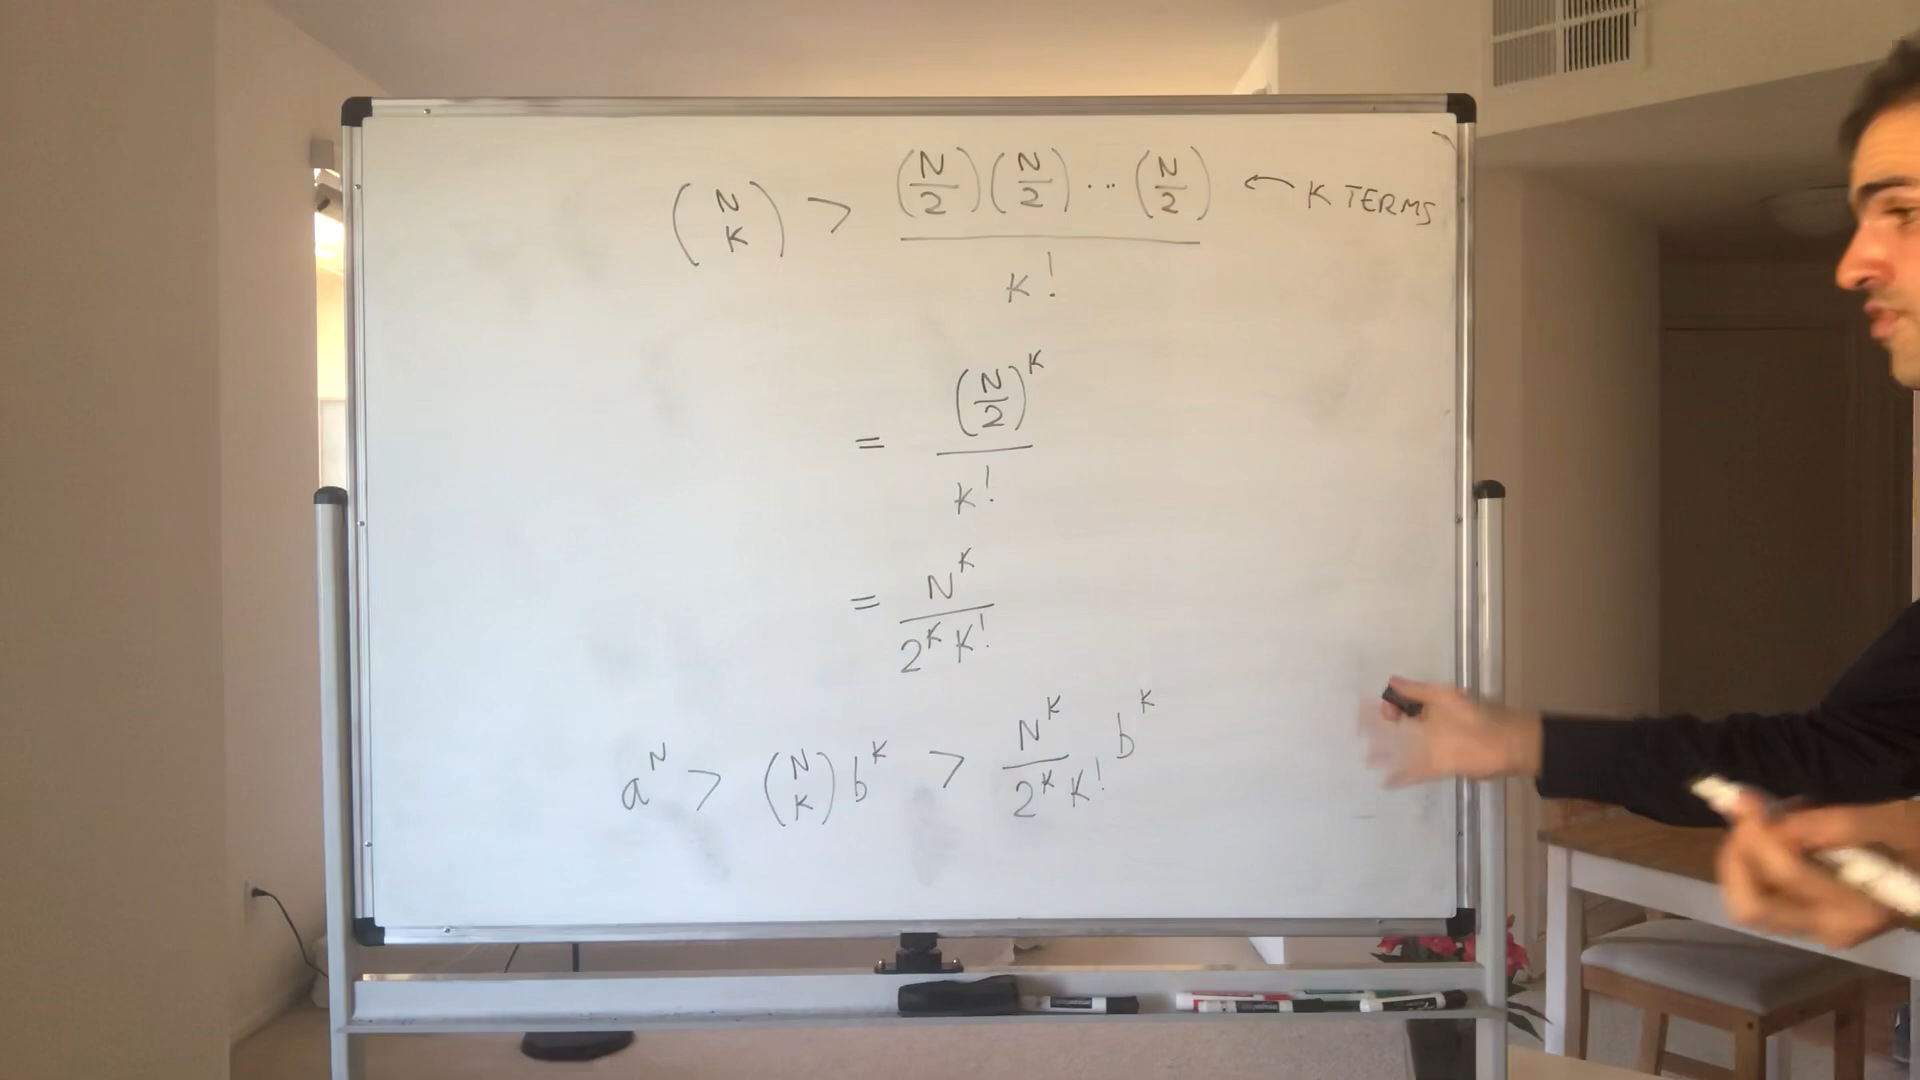 (N K) > (N/2)(N/2)...(N/2) / K! ← K TERMS
= (N/2)^K / K!
= N^K / 2^K K!
a^N > (N K) b^K > N^K / 2^K K! b^K